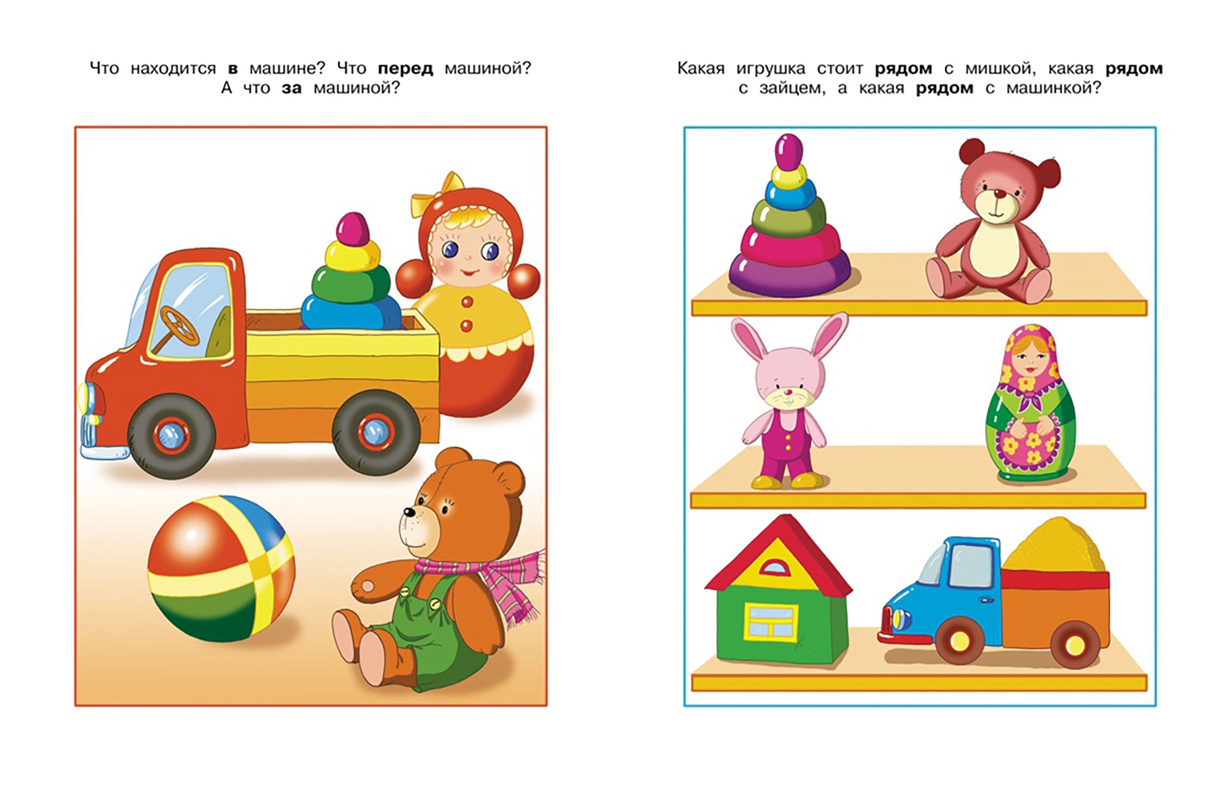 Что находится в машине? Что перед машиной?
А что за машиной?
Какая игрушка стоит рядом с мишкой, какая рядом
с зайцем, а какая рядом с машинкой?